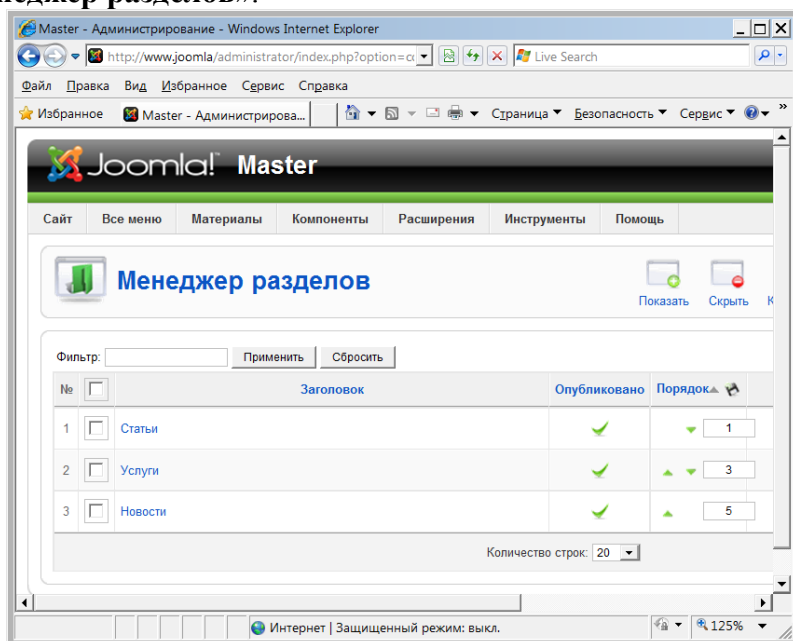 неджер разделов».
Master - Администрирование - Windows Internet Explorer
http://www.joomla/administrator/index.php?option=co
Live Search
Файл Правка Вид Избранное Сервис Справка
Избранное Master - Администрирова... Страница Безопасность Сервис »
Joomla! Master
Сайт Все меню Материалы Компоненты Расширения Инструменты Помощь
Менеджер разделов
Показать Скрыть К
Фильтр: Применить Сбросить
№ Заголовок Опубликовано Порядок
1 Статьи 1
2 Услуги 3
3 Новости 5
Количество строк: 20
Интернет | Защищенный режим: выкл. 125%